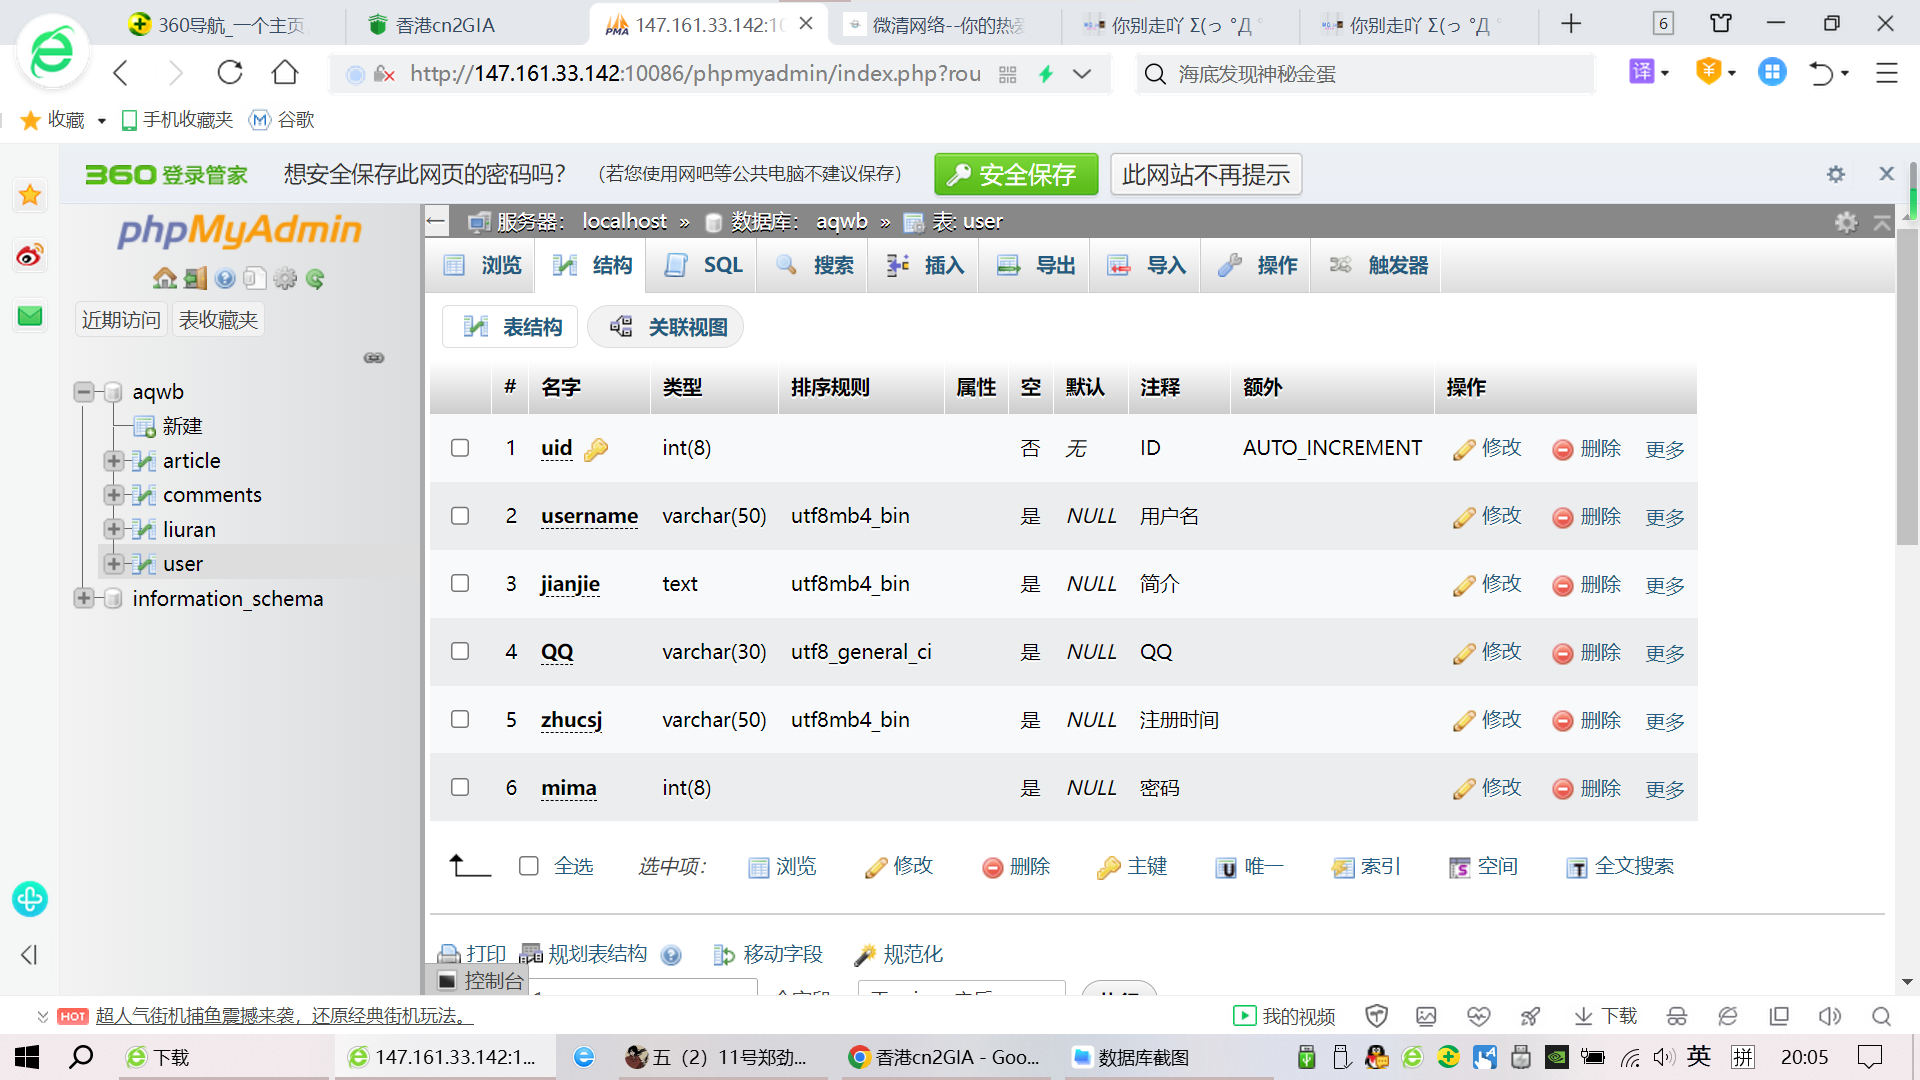 360导航_一个主页
香港cn2GIA
147.161.33.142:10
微清网络--你的热爱
你别走吖 Σ(っ °Д °
你别走吖 Σ(っ °Д °
6
http://147.161.33.142:10086/phpmyadmin/index.php?rou
海底发现神秘金蛋
译
收藏
手机收藏夹
谷歌
360登录管家
想安全保存此网页的密码吗?
(若您使用网吧等公共电脑不建议保存)
安全保存
此网站不再提示
phpMyAdmin
近期访问
表收藏夹
aqwb
新建
article
comments
liuran
user
information_schema
服务器: localhost » 数据库: aqwb » 表: user
浏览
结构
SQL
搜索
插入
导出
导入
操作
触发器
表结构
关联视图
# 名字 类型 排序规则 属性 空 默认 注释 额外 操作
1 uid int(8) 否 无 ID AUTO_INCREMENT 修改 删除 更多
2 username varchar(50) utf8mb4_bin 是 NULL 用户名 修改 删除 更多
3 jianjie text utf8mb4_bin 是 NULL 简介 修改 删除 更多
4 QQ varchar(30) utf8_general_ci 是 NULL QQ 修改 删除 更多
5 zhucsj varchar(50) utf8mb4_bin 是 NULL 注册时间 修改 删除 更多
6 mima int(8) 是 NULL 密码 修改 删除 更多
全选 选中项: 浏览 修改 删除 主键 唯一 索引 空间 全文搜索
打印 规划表结构 移动字段 规范化
控制台
HOT 超人气街机捕鱼震撼来袭，还原经典街机玩法。
我的视频
下载
下载
147.161.33.142:1...
五（2）11号郑劲...
香港cn2GIA - Goo...
数据库截图
英
拼
20:05